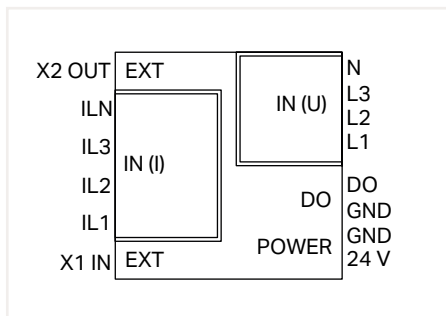 X2 OUT EXT
ILN
IL3
IL2
IL1
X1 IN EXT
IN (I)
IN (U)
N
L3
L2
L1
DO DO
GND
POWER GND
24 V